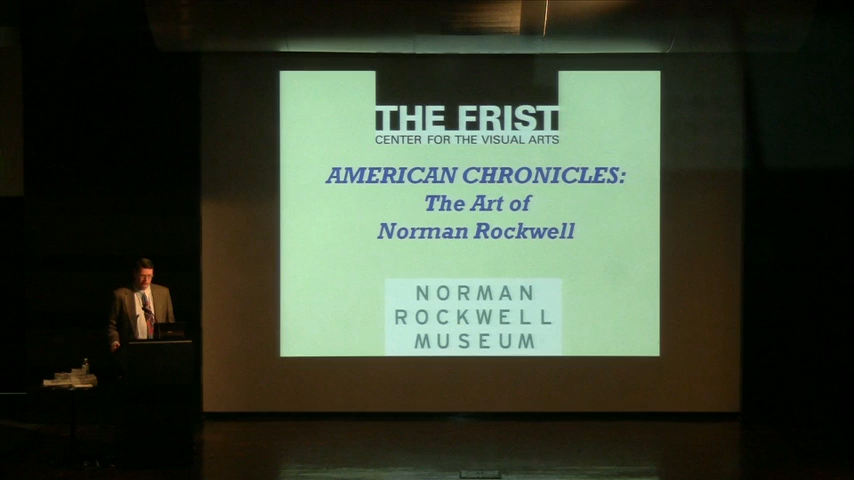 THE FRIST
CENTER FOR THE VISUAL ARTS
AMERICAN CHRONICLES:
The Art of
Norman Rockwell
NORMAN
ROCKWELL
MUSEUM